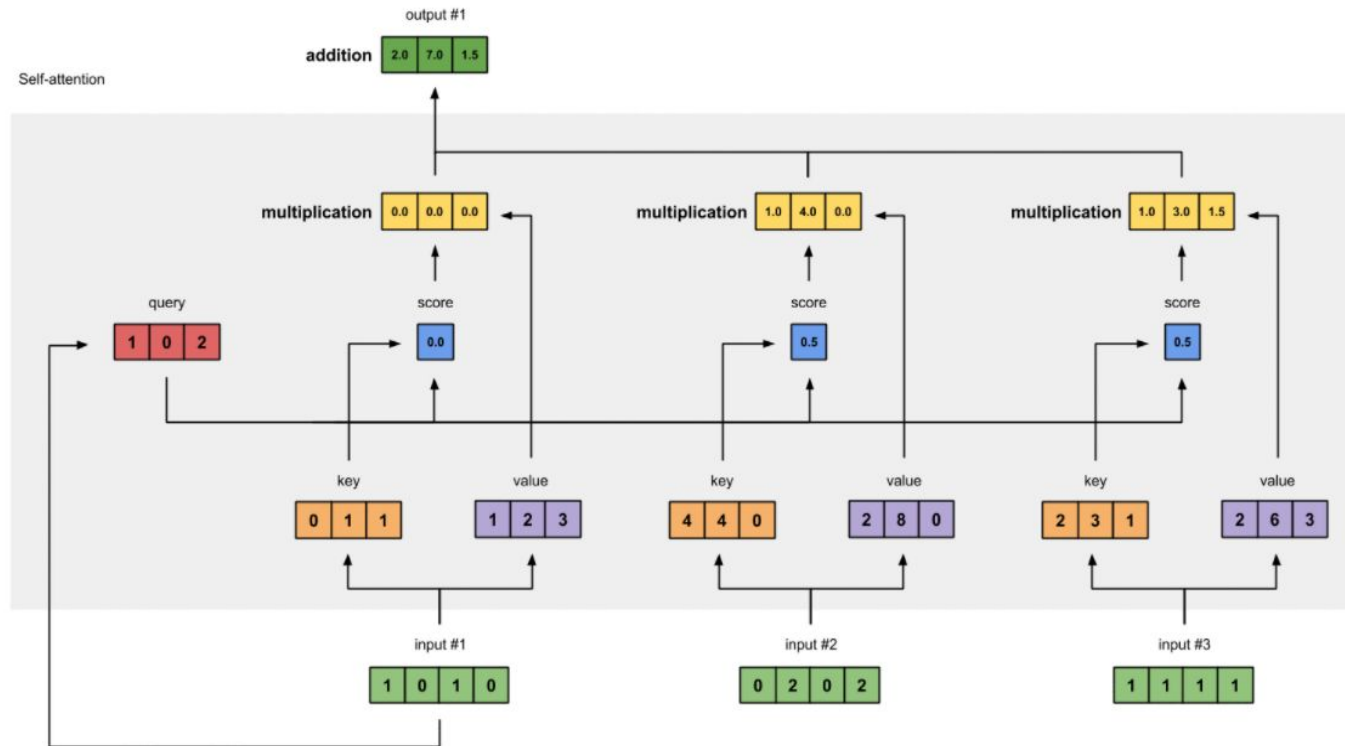 output #1
addition 2.0 7.0 1.5
Self-attention
multiplication 0.0 0.0 0.0 multiplication 1.0 4.0 0.0 multiplication 1.0 3.0 1.5
query score score score
1 0 2 0.0 0.5 0.5
key value key value key value
0 1 1 1 2 3 4 4 0 2 8 0 2 3 1 2 6 3
input #1 input #2 input #3
1 0 1 0 0 2 0 2 1 1 1 1